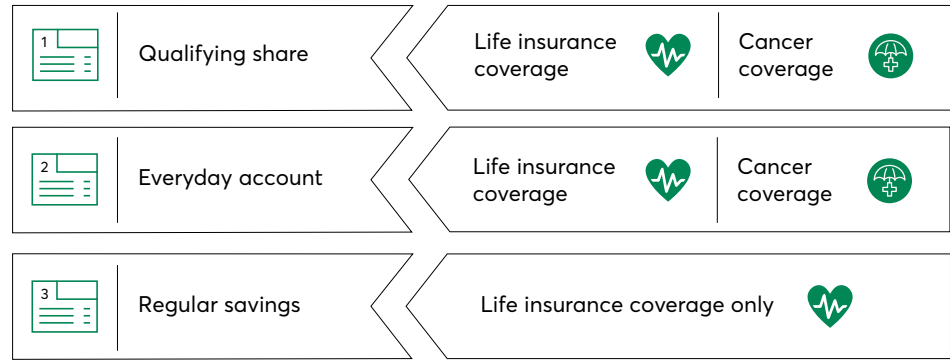 1
Qualifying share
Life insurance
coverage
Cancer
coverage
2
Everyday account
Life insurance
coverage
Cancer
coverage
3
Regular savings
Life insurance coverage only